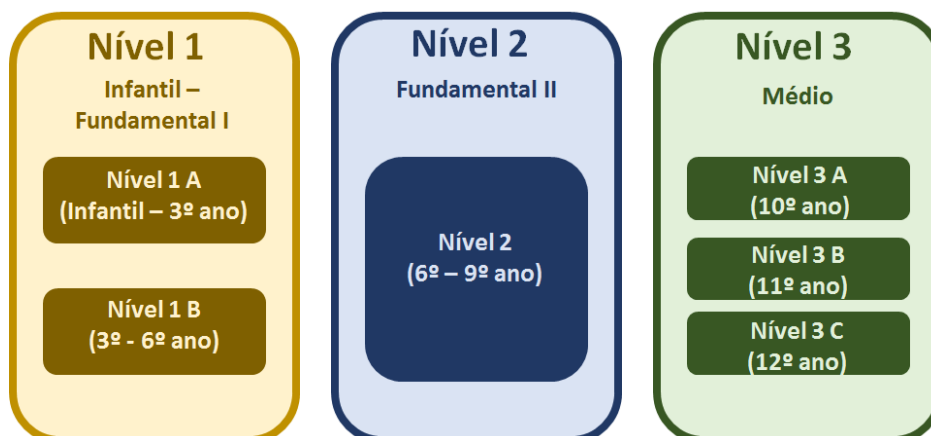 Nível 1
Infantil –
Fundamental I
Nível 1 A
(Infantil – 3º ano)
Nível 1 B
(3º - 6º ano)
Nível 2
Fundamental II
Nível 2
(6º – 9º ano)
Nível 3
Médio
Nível 3 A
(10º ano)
Nível 3 B
(11º ano)
Nível 3 C
(12º ano)